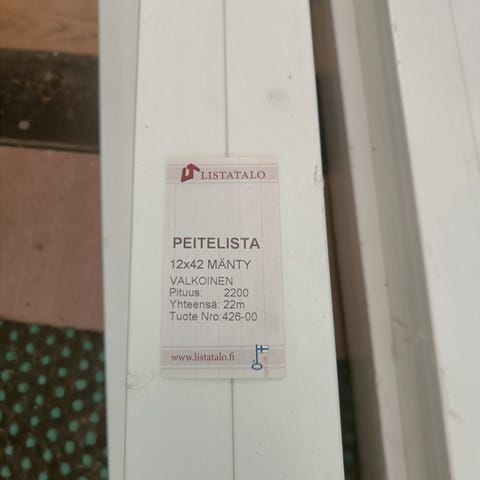 LISTATALO
PEITELISTA
12x42 MÄNTY
VALKOINEN
Pituus: 2200
Yhteensä: 22m
Tuote Nro:426-00
www.listatalo.fi